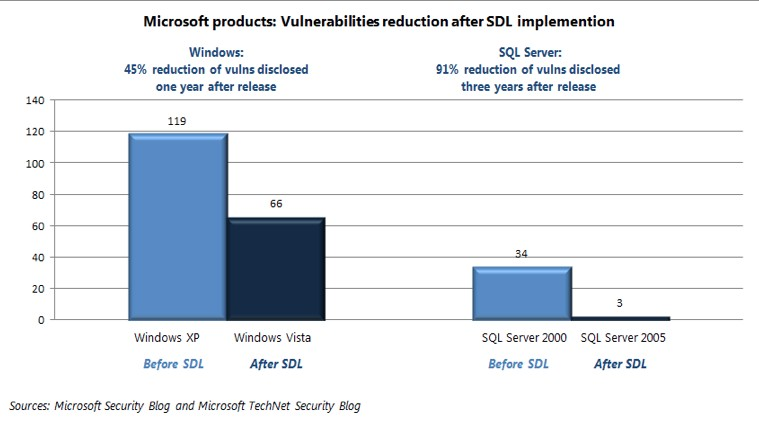 Microsoft products: Vulnerabilities reduction after SDL implemention
Windows:
45% reduction of vulns disclosed
one year after release
SQL Server:
91% reduction of vulns disclosed
three years after release
140
120
100
80
60
40
20
0
119
66
34
3
Windows XP
Windows Vista
SQL Server 2000
SQL Server 2005
Before SDL
After SDL
Before SDL
After SDL
Sources: Microsoft Security Blog and Microsoft TechNet Security Blog